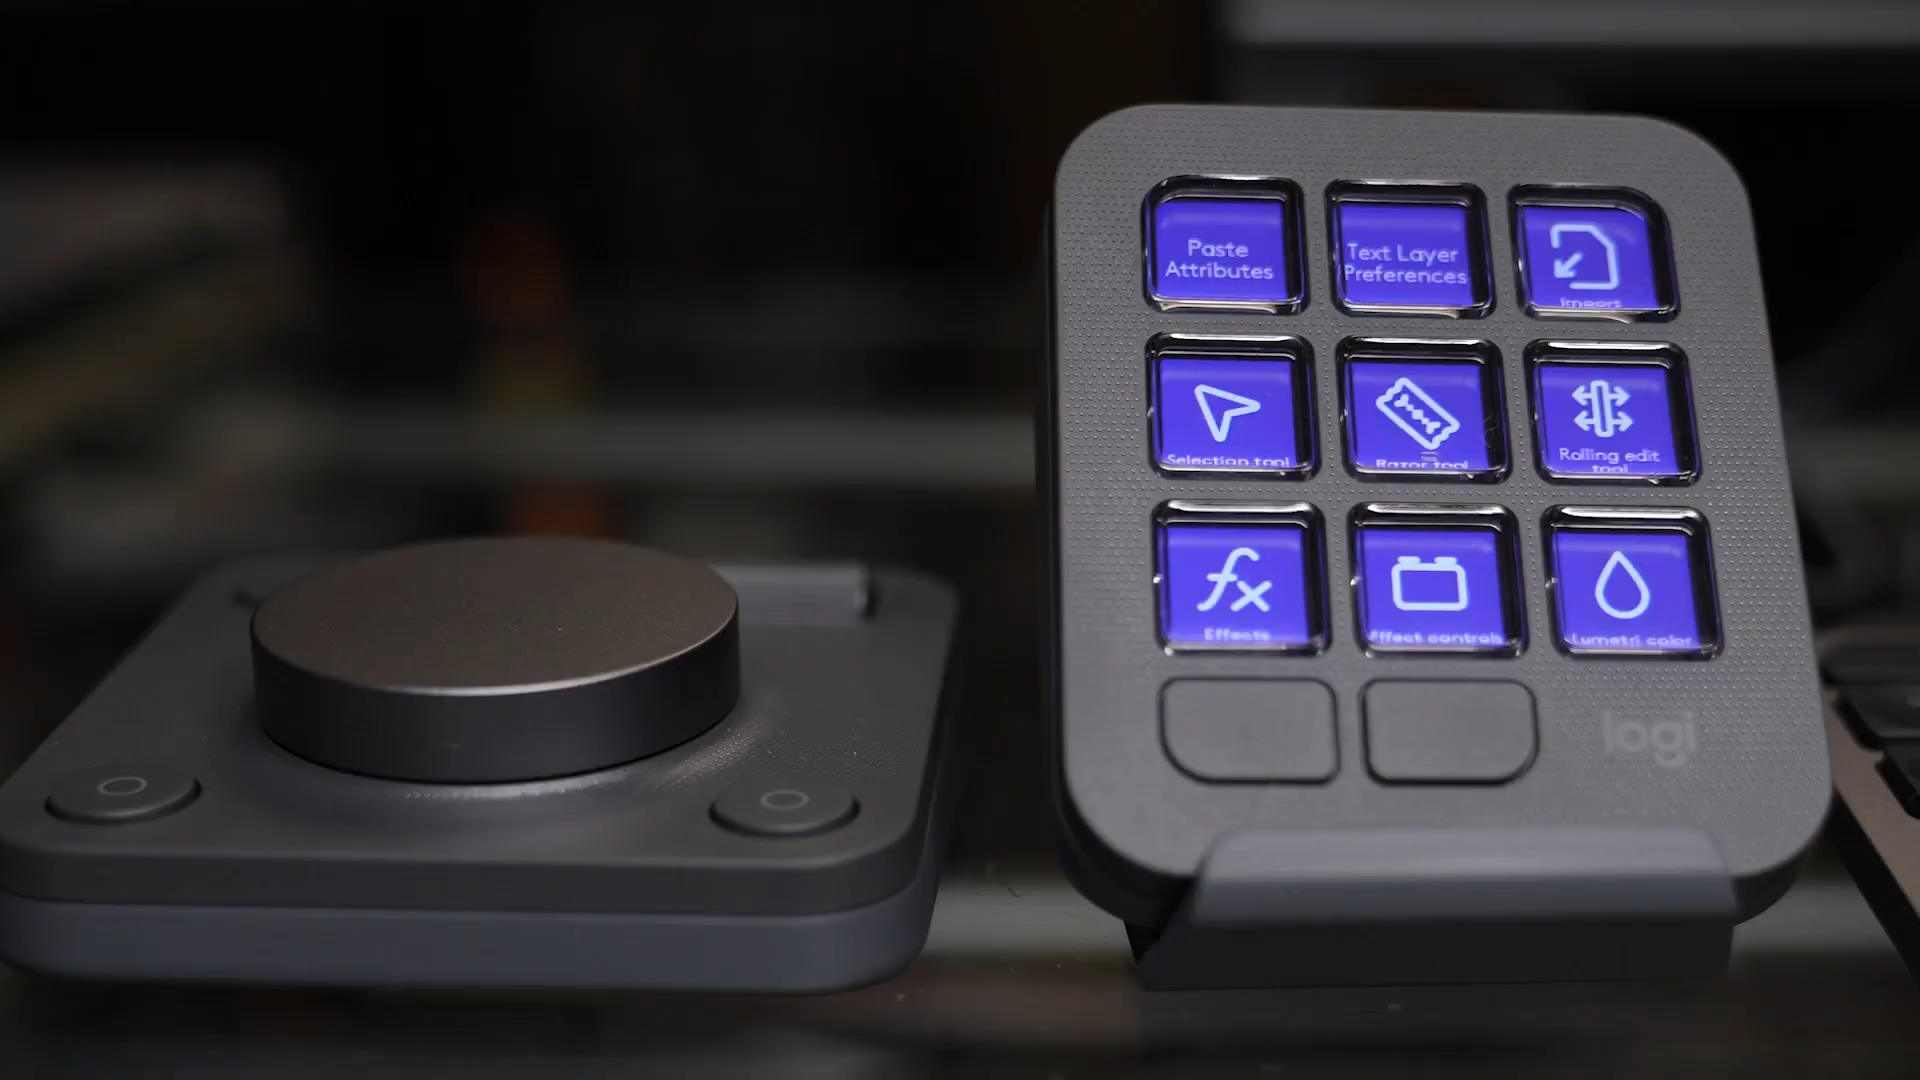 Paste
Attributes
Text Layer
Preferences
Import
Selection tool
Razor tool
Rolling edit
tool
fx
Effects
Effect controls
Lumetri color
logi